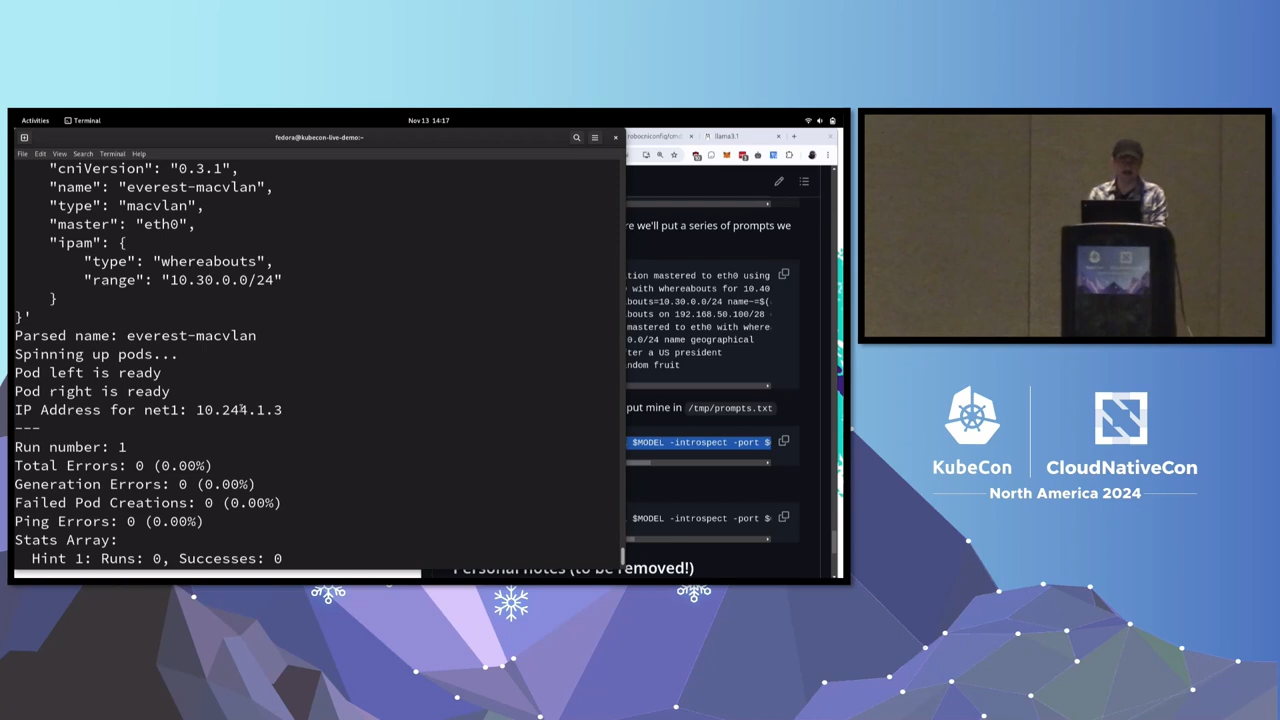 Activities
Terminal
Nov 13 14:17
fedora@kubecon-live-demo:~
File Edit View Search Terminal Help
"cniVersion": "0.3.1",
"name": "everest-macvlan",
"type": "macvlan",
"master": "eth0",
"ipam": {
"type": "whereabouts",
"range": "10.30.0.0/24"
}
}'
Parsed name: everest-macvlan
Spinning up pods...
Pod left is ready
Pod right is ready
IP Address for net1: 10.244.1.3
---
Run number: 1
Total Errors: 0 (0.00%)
Generation Errors: 0 (0.00%)
Failed Pod Creations: 0 (0.00%)
Ping Errors: 0 (0.00%)
Stats Array:
Hint 1: Runs: 0, Successes: 0
robocniconfig/cmd
llama3.1
re we'll put a series of prompts we
tion mastered to eth0 using
with whereabouts for 10.40
bouts=10.30.0.0/24 name~=$(
bouts on 192.168.50.100/28
mastered to eth0 with where
0.0/24 name geographical
fter a US president
ndom fruit
put mine in /tmp/prompts.txt
$MODEL -introspect -port $
$MODEL -introspect -port $
Personal notes (to be removed!)
KubeCon
CloudNativeCon
North America 2024